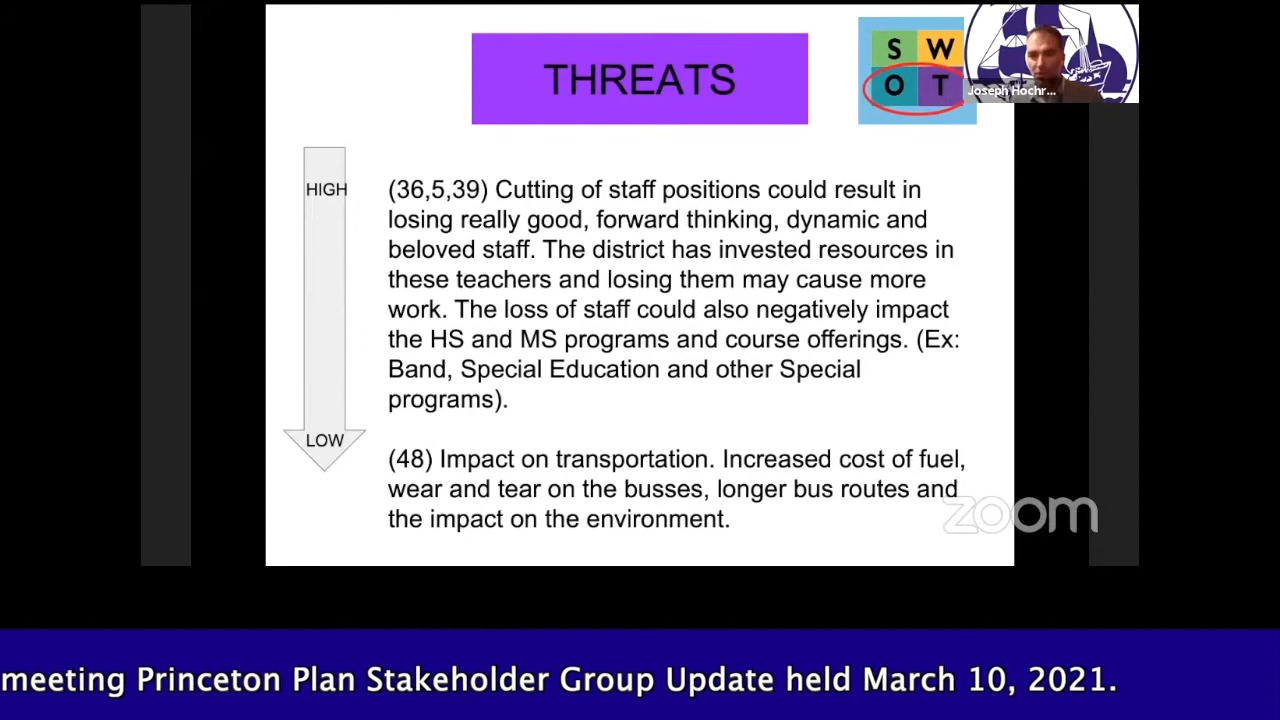 THREATS
S W
O T
Joseph Hochr...
HIGH
(36,5,39) Cutting of staff positions could result in
losing really good, forward thinking, dynamic and
beloved staff. The district has invested resources in
these teachers and losing them may cause more
work. The loss of staff could also negatively impact
the HS and MS programs and course offerings. (Ex:
Band, Special Education and other Special
programs).
LOW
(48) Impact on transportation. Increased cost of fuel,
wear and tear on the busses, longer bus routes and
the impact on the environment.
zoom
meeting Princeton Plan Stakeholder Group Update held March 10, 2021.